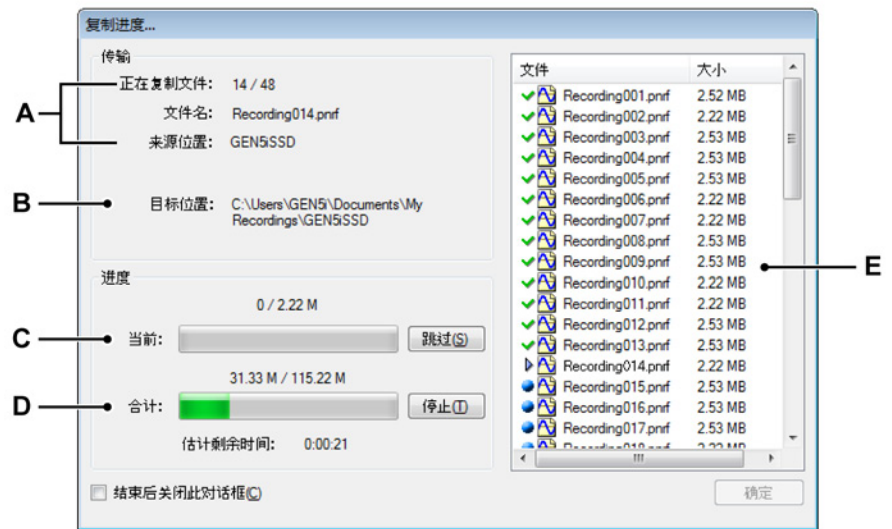 复制进度...
传输
正在复制文件: 14 / 48
文件名: Recording014.pnrf
来源位置: GEN5iSSD
目标位置: C:\Users\GEN5i\Documents\My
Recordings\GEN5iSSD
进度
0 / 2.22 M
当前: 跳过(S)
31.33 M / 115.22 M
合计: 停止(T)
估计剩余时间: 0:00:21
结束后关闭此对话框(C)
文件 大小
Recording001.pnrf 2.52 MB
Recording002.pnrf 2.22 MB
Recording003.pnrf 2.53 MB
Recording004.pnrf 2.53 MB
Recording005.pnrf 2.53 MB
Recording006.pnrf 2.22 MB
Recording007.pnrf 2.22 MB
Recording008.pnrf 2.53 MB
Recording009.pnrf 2.53 MB
Recording010.pnrf 2.22 MB
Recording011.pnrf 2.22 MB
Recording012.pnrf 2.53 MB
Recording013.pnrf 2.53 MB
Recording014.pnrf 2.22 MB
Recording015.pnrf 2.53 MB
Recording016.pnrf 2.53 MB
Recording017.pnrf 2.53 MB
Recording018.pnrf 2.22 MB
确定
A
B
C
D
E